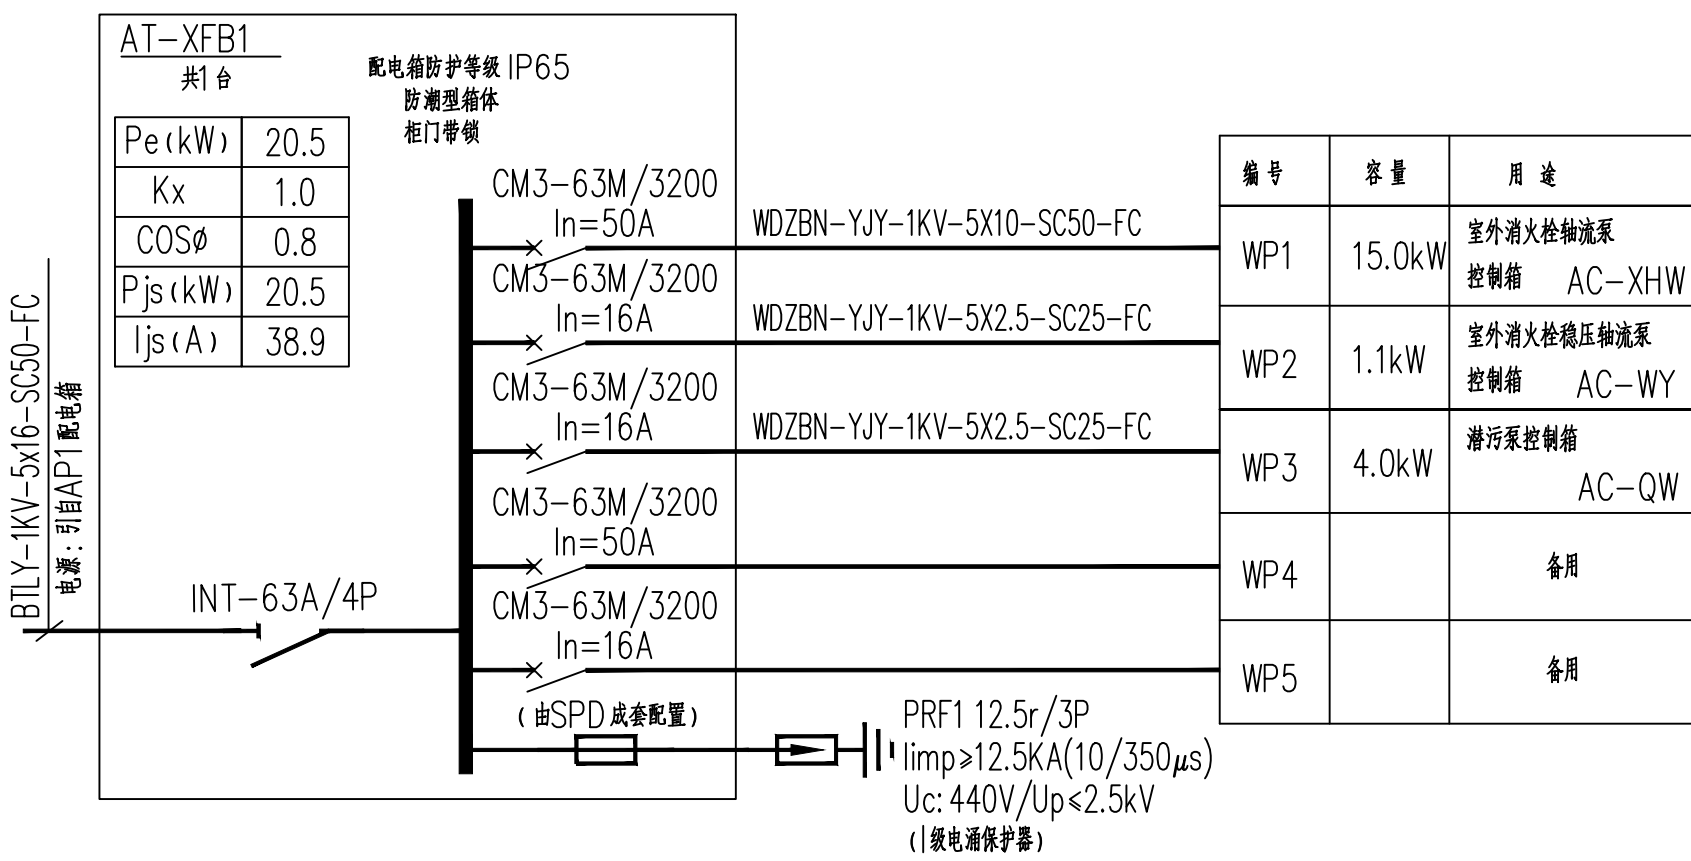 AT-XFB1
共1台
配电箱防护等级IP65
防潮型箱体
柜门带锁
Pe(kW) 20.5
Kx 1.0
COSø 0.8
Pjs(kW) 20.5
Ijs(A) 38.9
BTLY-1KV-5x16-SC50-FC
电源:引自AP1配电箱
INT-63A/4P
CM3-63M/3200
In=50A
WDZBN-YJY-1KV-5X10-SC50-FC
CM3-63M/3200
In=16A
WDZBN-YJY-1KV-5X2.5-SC25-FC
CM3-63M/3200
In=16A
WDZBN-YJY-1KV-5X2.5-SC25-FC
CM3-63M/3200
In=50A
CM3-63M/3200
In=16A
(由SPD成套配置)
PRF1 12.5r/3P
Iimp≥12.5KA(10/350μs)
Uc: 440V/Up≤2.5kV
(I级电涌保护器)
编号 容量 用途
WP1 15.0kW 室外消火栓轴流泵
控制箱 AC-XHW
WP2 1.1kW 室外消火栓稳压轴流泵
控制箱 AC-WY
WP3 4.0kW 潜污泵控制箱
AC-QW
WP4 备用
WP5 备用